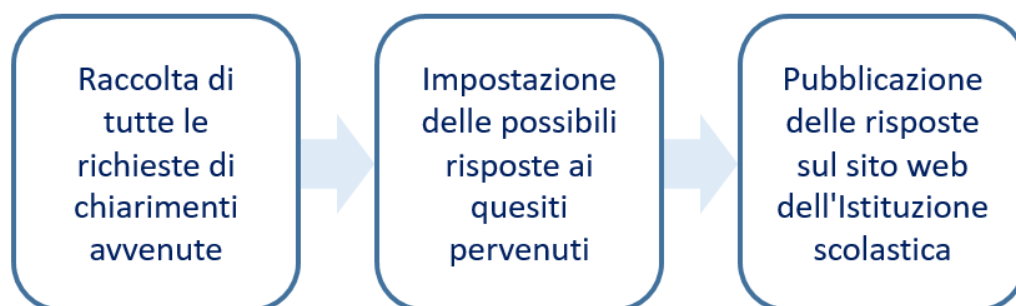 Raccolta di
tutte le
richieste di
chiarimenti
avvenute
Impostazione
delle possibili
risposte ai
quesiti
pervenuti
Pubblicazione
delle risposte
sul sito web
dell'Istituzione
scolastica